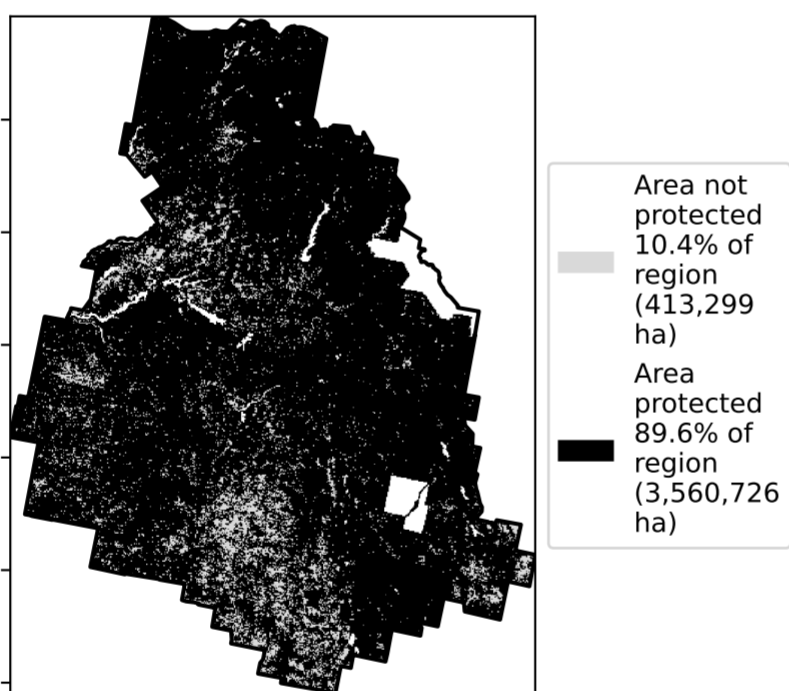 Area not
protected
10.4% of
region
(413,299
ha)
Area
protected
89.6% of
region
(3,560,726
ha)